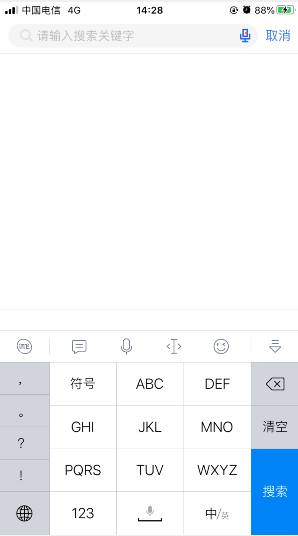 中国电信 4G 14:28 88%
请输入搜索关键字 取消
， 符号 ABC DEF
。 GHI JKL MNO 清空
？
！ PQRS TUV WXYZ 搜索
123 中/英